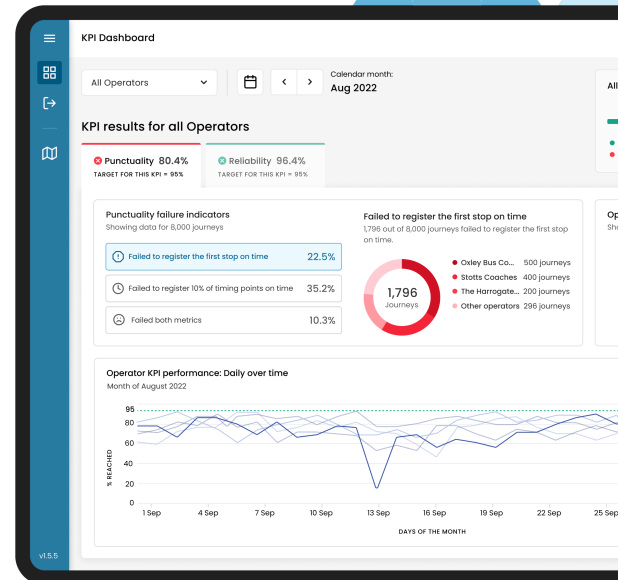 KPI Dashboard
All Operators
Calendar month:
Aug 2022
All
KPI results for all Operators
Punctuality 80.4%
TARGET FOR THIS KPI = 95%
Reliability 96.4%
TARGET FOR THIS KPI = 95%
Punctuality failure indicators
Showing data for 8,000 journeys
Failed to register the first stop on time 22.5%
Failed to register 10% of timing points on time 35.2%
Failed both metrics 10.3%
Failed to register the first stop on time
1,796 out of 8,000 journeys failed to register the first stop
on time.
1,796
Journeys
Oxley Bus Co... 500 journeys
Stotts Coaches 400 journeys
The Harrogate... 200 journeys
Other operators 296 journeys
Op
Sho
Operator KPI performance: Daily over time
Month of August 2022
% REACHED
95
80
60
40
20
0
1 Sep 4 Sep 7 Sep 10 Sep 13 Sep 16 Sep 19 Sep 22 Sep 25 Sep
DAYS OF THE MONTH
v1.5.5